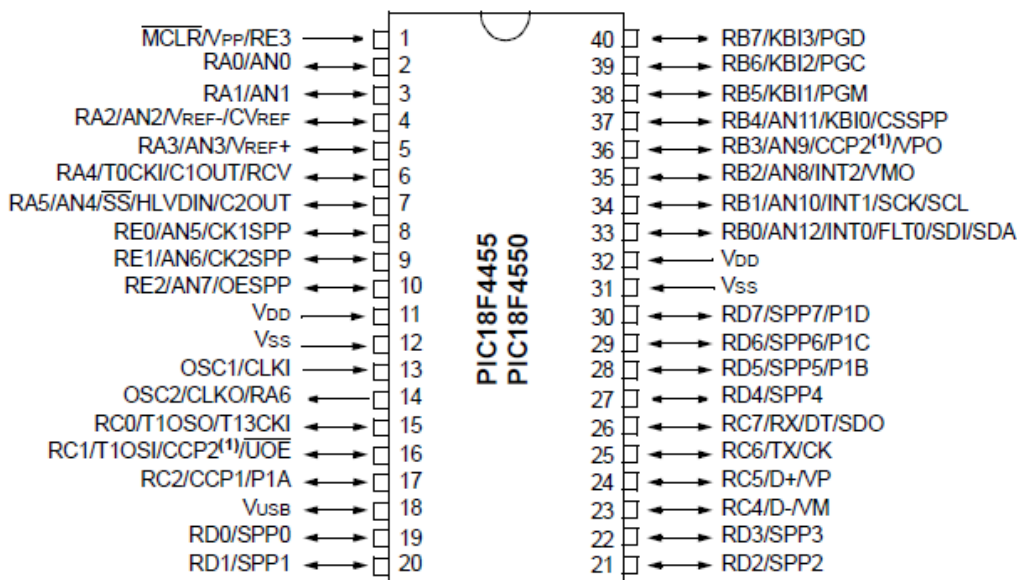 MCLR/VPP/RE3 1
RA0/AN0 2
RA1/AN1 3
RA2/AN2/VREF-/CVREF 4
RA3/AN3/VREF+ 5
RA4/T0CKI/C1OUT/RCV 6
RA5/AN4/SS/HLVDIN/C2OUT 7
RE0/AN5/CK1SPP 8
RE1/AN6/CK2SPP 9
RE2/AN7/OESPP 10
VDD 11
VSS 12
OSC1/CLKI 13
OSC2/CLKO/RA6 14
RC0/T1OSO/T13CKI 15
RC1/T1OSI/CCP2(1)/UOE 16
RC2/CCP1/P1A 17
VUSB 18
RD0/SPP0 19
RD1/SPP1 20
PIC18F4455
PIC18F4550
40 RB7/KBI3/PGD
39 RB6/KBI2/PGC
38 RB5/KBI1/PGM
37 RB4/AN11/KBI0/CSSPP
36 RB3/AN9/CCP2(1)/VPO
35 RB2/AN8/INT2/VMO
34 RB1/AN10/INT1/SCK/SCL
33 RB0/AN12/INT0/FLT0/SDI/SDA
32 VDD
31 VSS
30 RD7/SPP7/P1D
29 RD6/SPP6/P1C
28 RD5/SPP5/P1B
27 RD4/SPP4
26 RC7/RX/DT/SDO
25 RC6/TX/CK
24 RC5/D+/VP
23 RC4/D-/VM
22 RD3/SPP3
21 RD2/SPP2